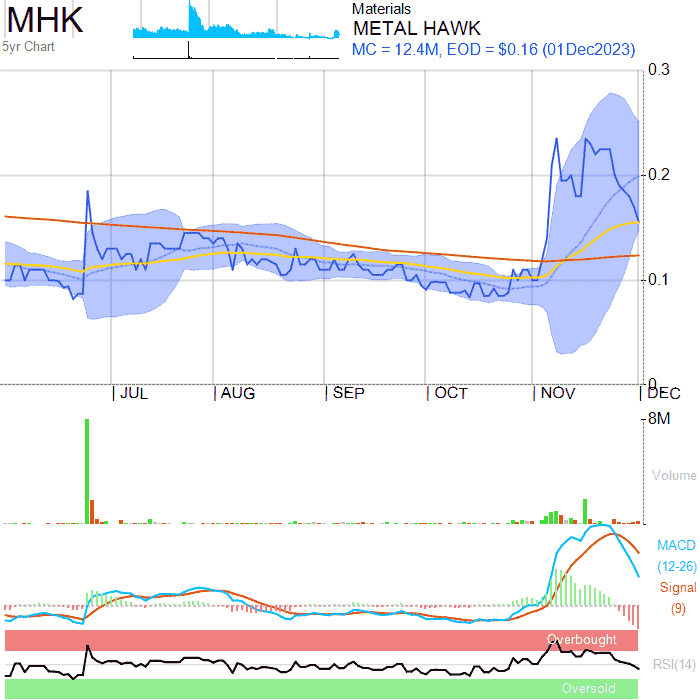 MHK
5yr Chart
Materials
METAL HAWK
MC = 12.4M, EOD = $0.16 (01Dec2023)
0.3
0.2
0.1
0
JUL
AUG
SEP
OCT
NOV
DEC
8M
Volume
MACD
(12-26)
Signal
(9)
Overbought
RSI(14)
Oversold